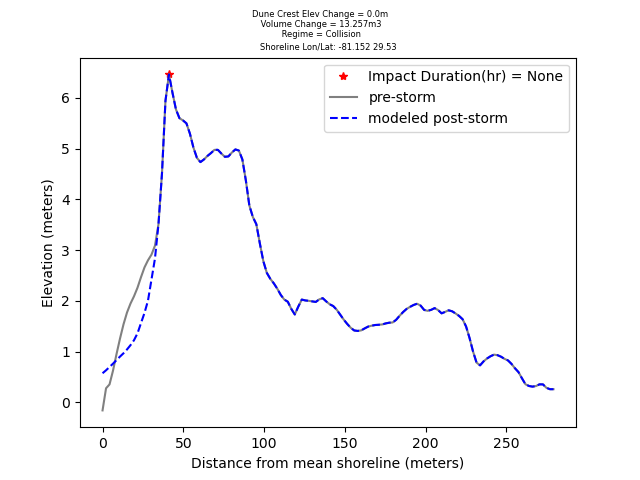 Dune Crest Elev Change = 0.0m
Volume Change = 13.257m3
Regime = Collision
Shoreline Lon/Lat: -81.152 29.53
Impact Duration(hr) = None
pre-storm
modeled post-storm
Elevation (meters)
6
5
4
3
2
1
0
0 50 100 150 200 250
Distance from mean shoreline (meters)